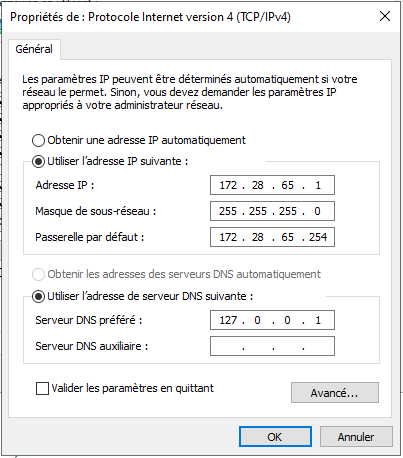 Propriétés de : Protocole Internet version 4 (TCP/IPv4)
Général
Les paramètres IP peuvent être déterminés automatiquement si votre
réseau le permet. Sinon, vous devez demander les paramètres IP
appropriés à votre administrateur réseau.
Obtenir une adresse IP automatiquement
Utiliser l'adresse IP suivante :
Adresse IP : 172 . 28 . 65 . 1
Masque de sous-réseau : 255 . 255 . 255 . 0
Passerelle par défaut : 172 . 28 . 65 . 254
Obtenir les adresses des serveurs DNS automatiquement
Utiliser l'adresse de serveur DNS suivante :
Serveur DNS préféré : 127 . 0 . 0 . 1
Serveur DNS auxiliaire : . . .
Valider les paramètres en quittant
Avancé...
OK Annuler